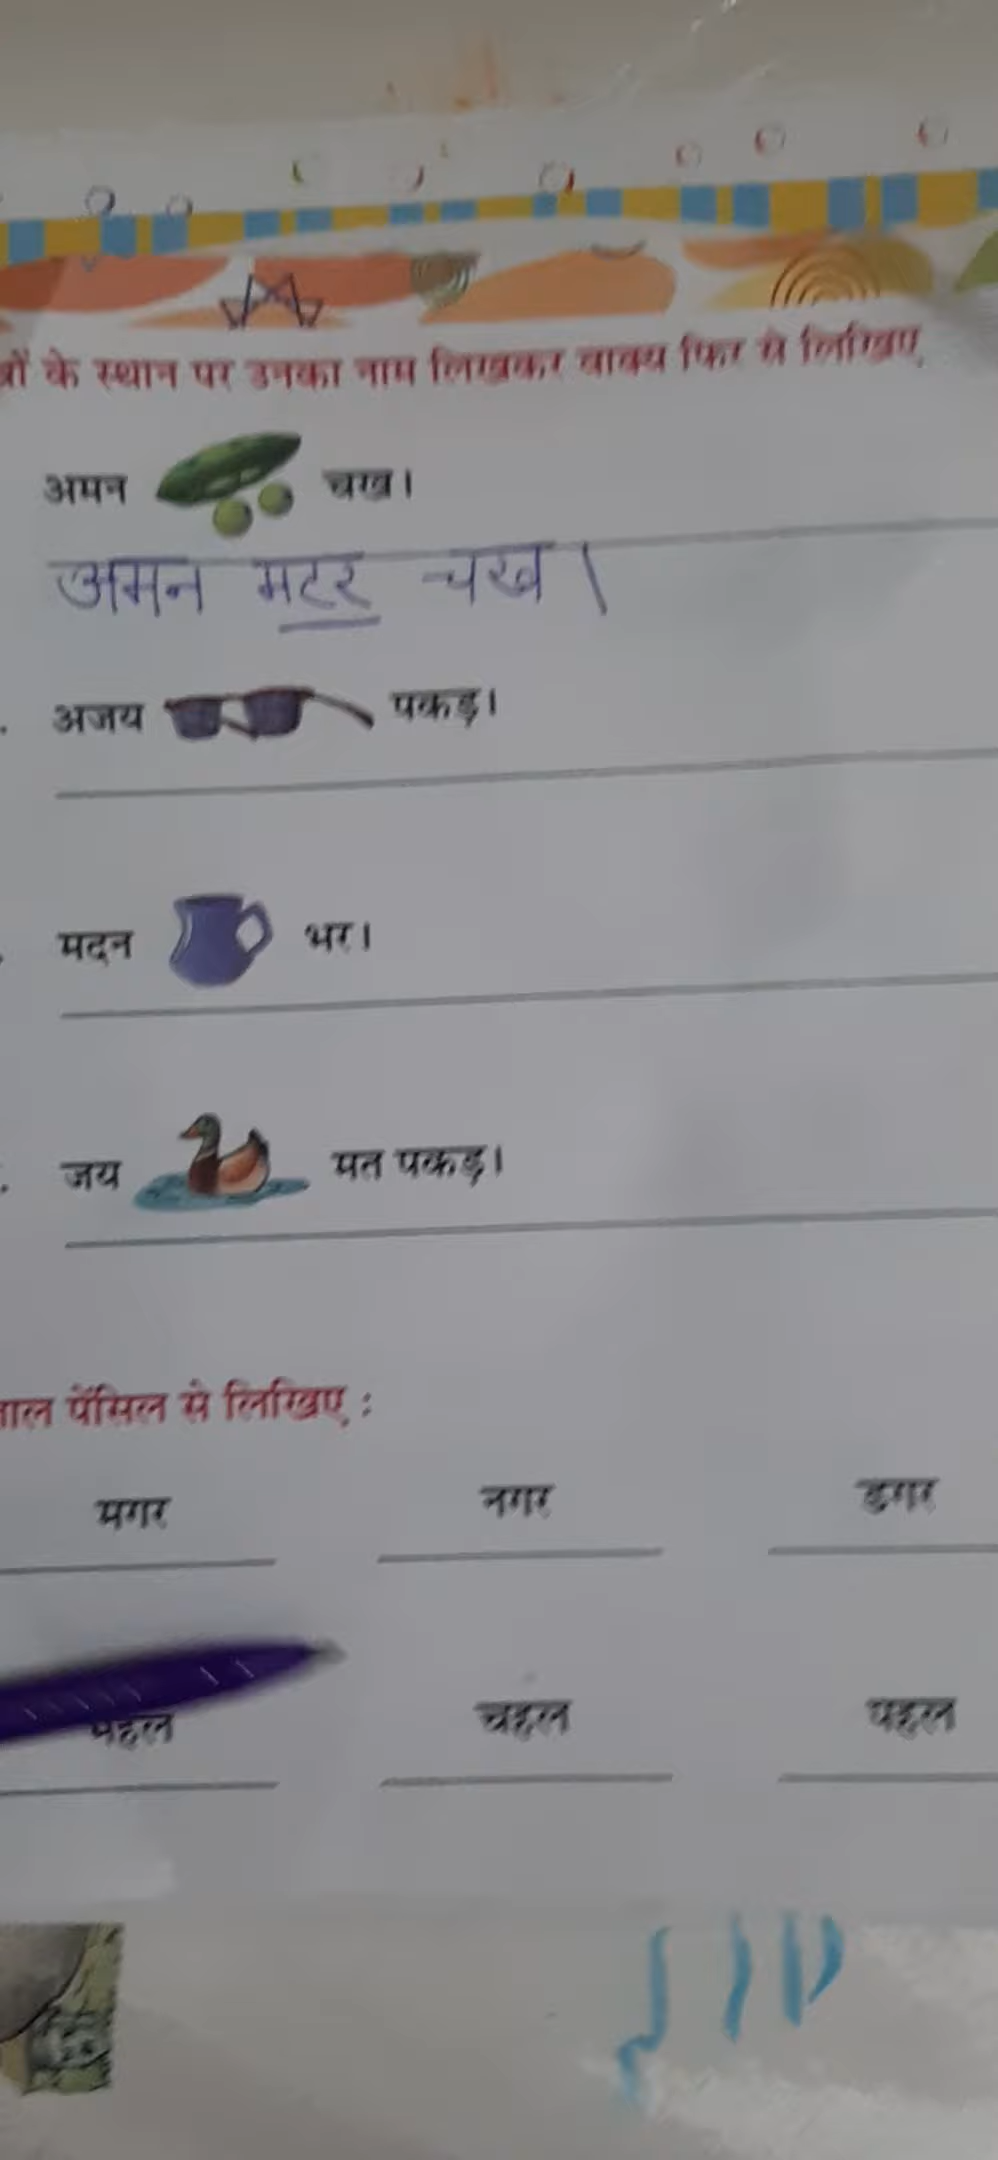 के स्थान पर उनका नाम लिखकर वाक्य फिर से लिखिए
अमन चख।
अमन मटर चख।
अजय पकड़।
मदन भर।
जय मत पकड़।
पेंसिल से लिखिए :
मगर नगर डगर
महल चहल पहल